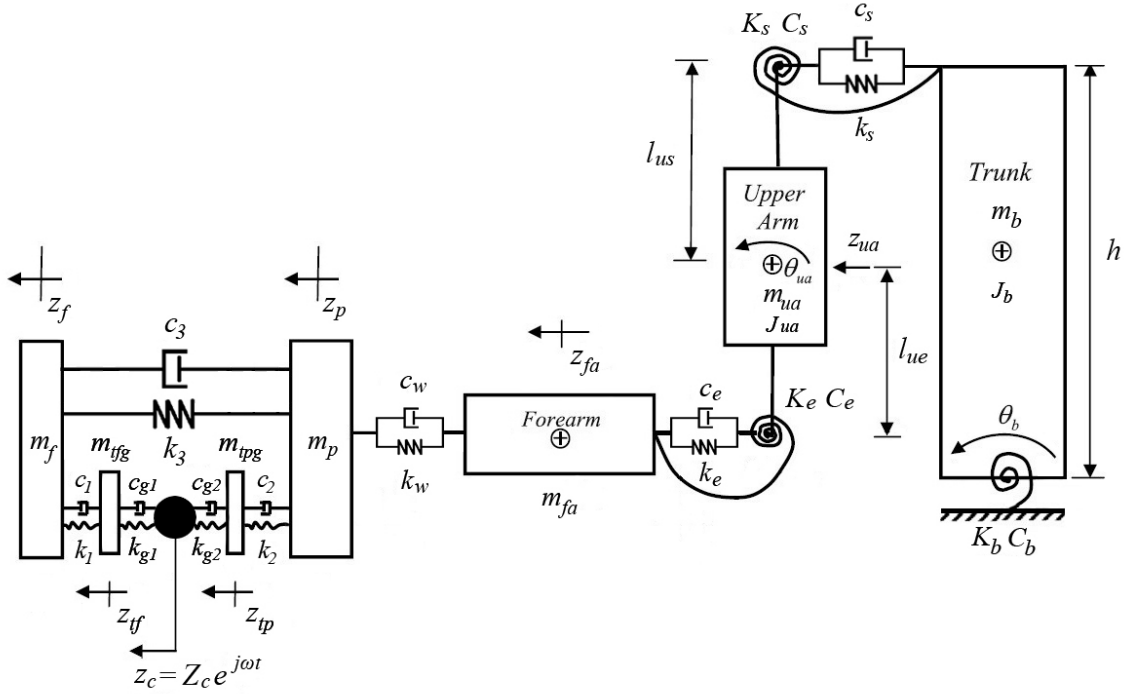 K_s C_s
c_s
k_s
l_us
Upper
Arm
θ_ua
m_ua
J_ua
z_ua
l_ue
Trunk
m_b
J_b
h
θ_b
K_b C_b
z_f
z_p
c_3
k_3
z_fa
c_w
k_w
Forearm
m_fa
c_e
k_e
K_e C_e
m_f
m_tfg
m_tpg
m_p
c_1
c_g1
c_g2
c_2
k_1
k_g1
k_g2
k_2
z_tf
z_tp
z_c = Z_c e^jωt